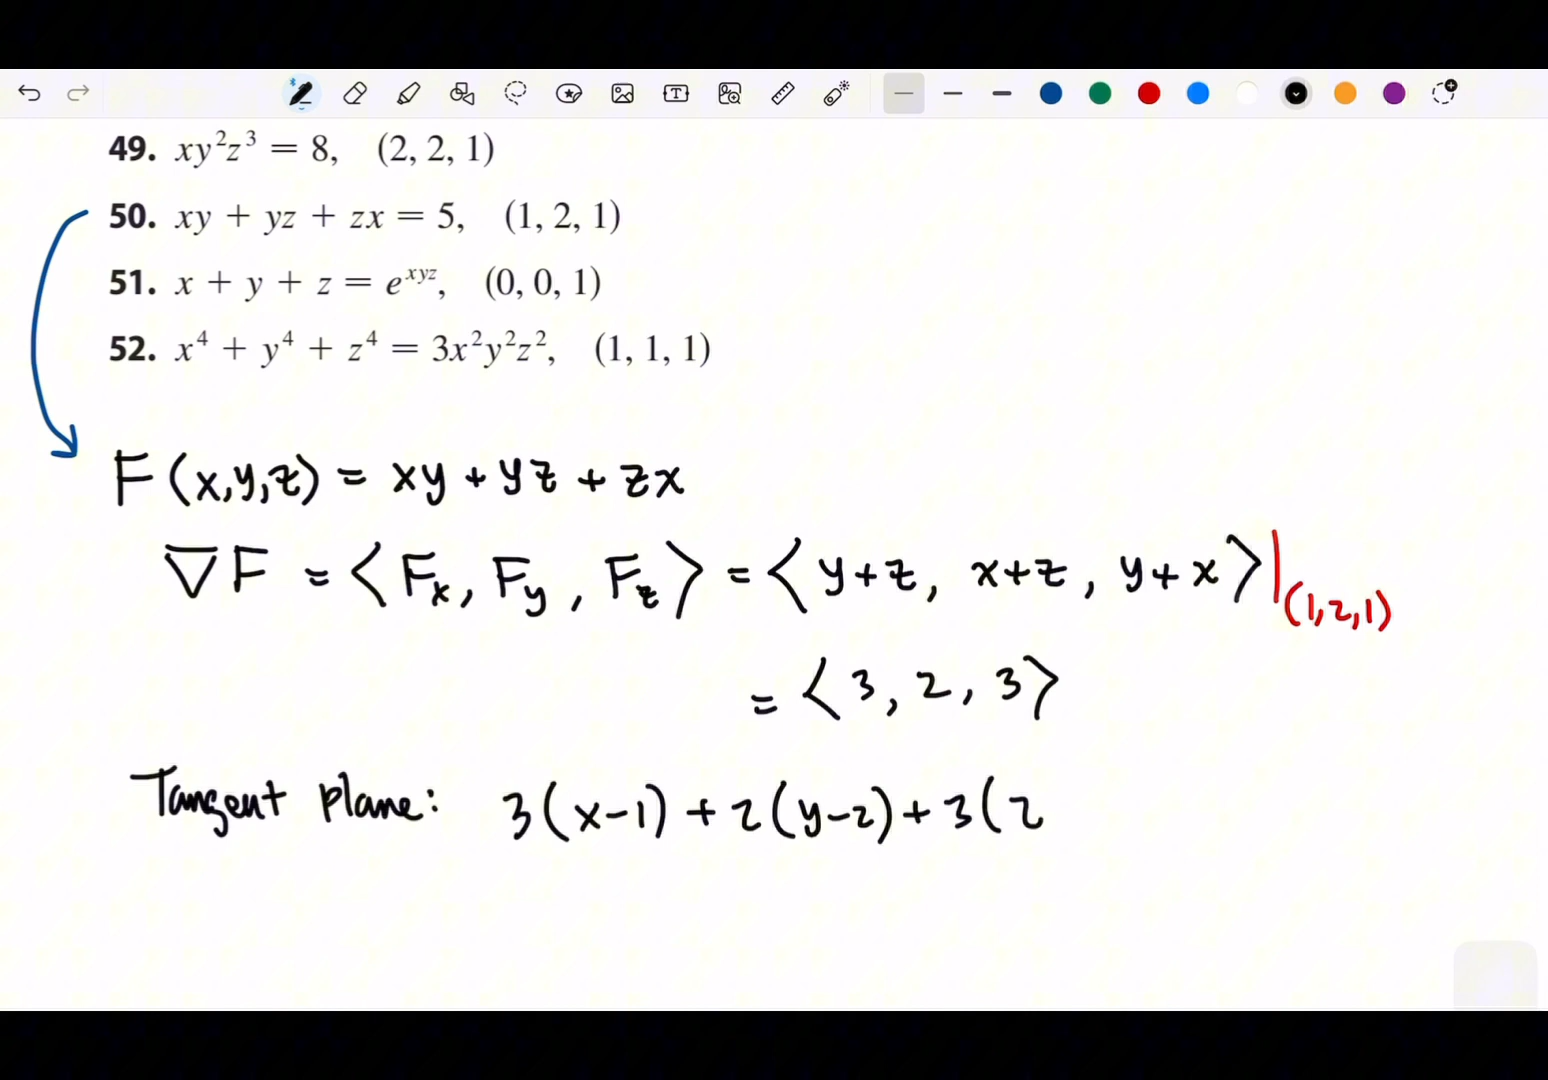 49. xy²z³ = 8, (2, 2, 1)
50. xy + yz + zx = 5, (1, 2, 1)
51. x + y + z = eˣʸᶻ, (0, 0, 1)
52. x⁴ + y⁴ + z⁴ = 3x²y²z², (1, 1, 1)
F(x,y,z) = xy + yz + zx
∇F = ⟨Fx, Fy, Fz⟩ = ⟨y+z, x+z, y+x⟩|(1,2,1)
= ⟨3, 2, 3⟩
Tangent plane: 3(x-1) + 2(y-2) + 3(z